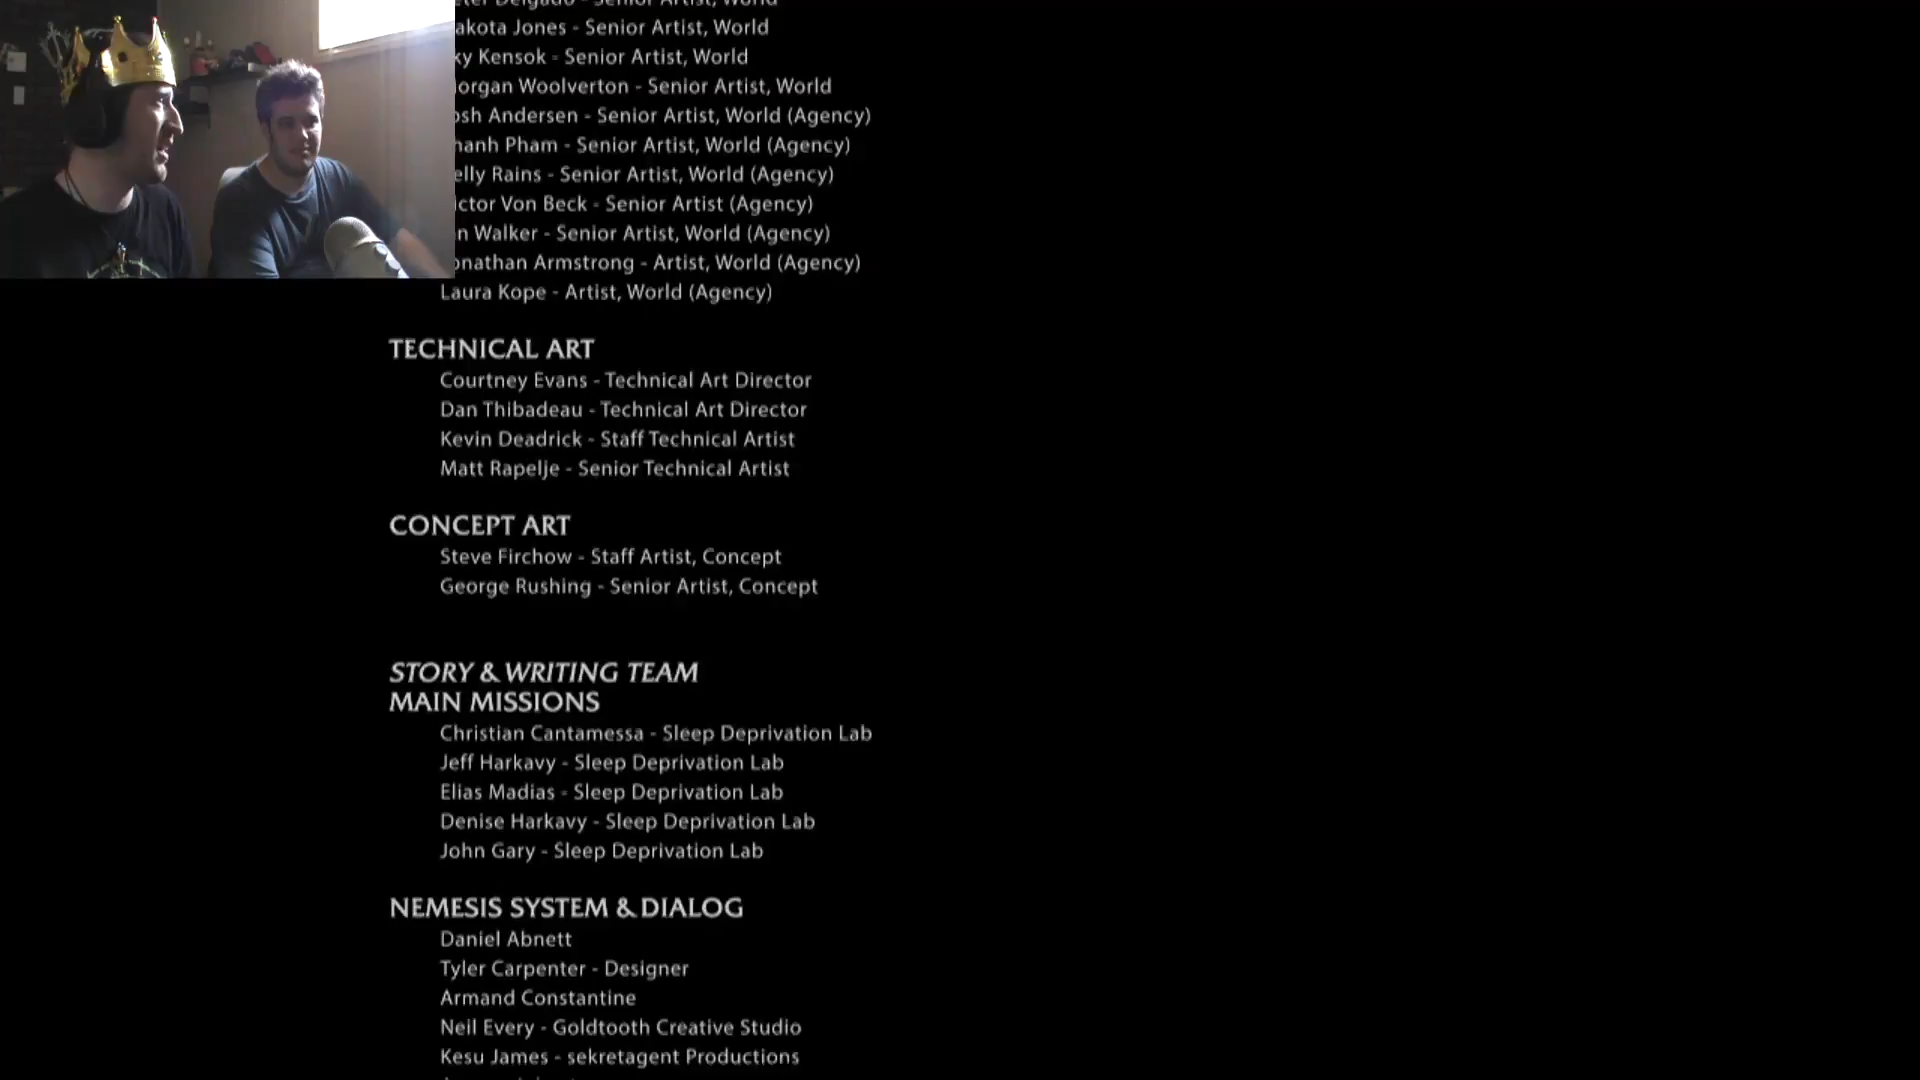 Senior Artist, World
akota Jones - Senior Artist, World
ky Kensok - Senior Artist, World
organ Woolverton - Senior Artist, World
osh Andersen - Senior Artist, World (Agency)
hanh Pham - Senior Artist, World (Agency)
elly Rains - Senior Artist, World (Agency)
ictor Von Beck - Senior Artist (Agency)
n Walker - Senior Artist, World (Agency)
onathan Armstrong - Artist, World (Agency)
Laura Kope - Artist, World (Agency)
TECHNICAL ART
Courtney Evans - Technical Art Director
Dan Thibadeau - Technical Art Director
Kevin Deadrick - Staff Technical Artist
Matt Rapelje - Senior Technical Artist
CONCEPT ART
Steve Firchow - Staff Artist, Concept
George Rushing - Senior Artist, Concept
STORY & WRITING TEAM
MAIN MISSIONS
Christian Cantamessa - Sleep Deprivation Lab
Jeff Harkavy - Sleep Deprivation Lab
Elias Madias - Sleep Deprivation Lab
Denise Harkavy - Sleep Deprivation Lab
John Gary - Sleep Deprivation Lab
NEMESIS SYSTEM & DIALOG
Daniel Abnett
Tyler Carpenter - Designer
Armand Constantine
Neil Every - Goldtooth Creative Studio
Kesu James - sekretagent Productions